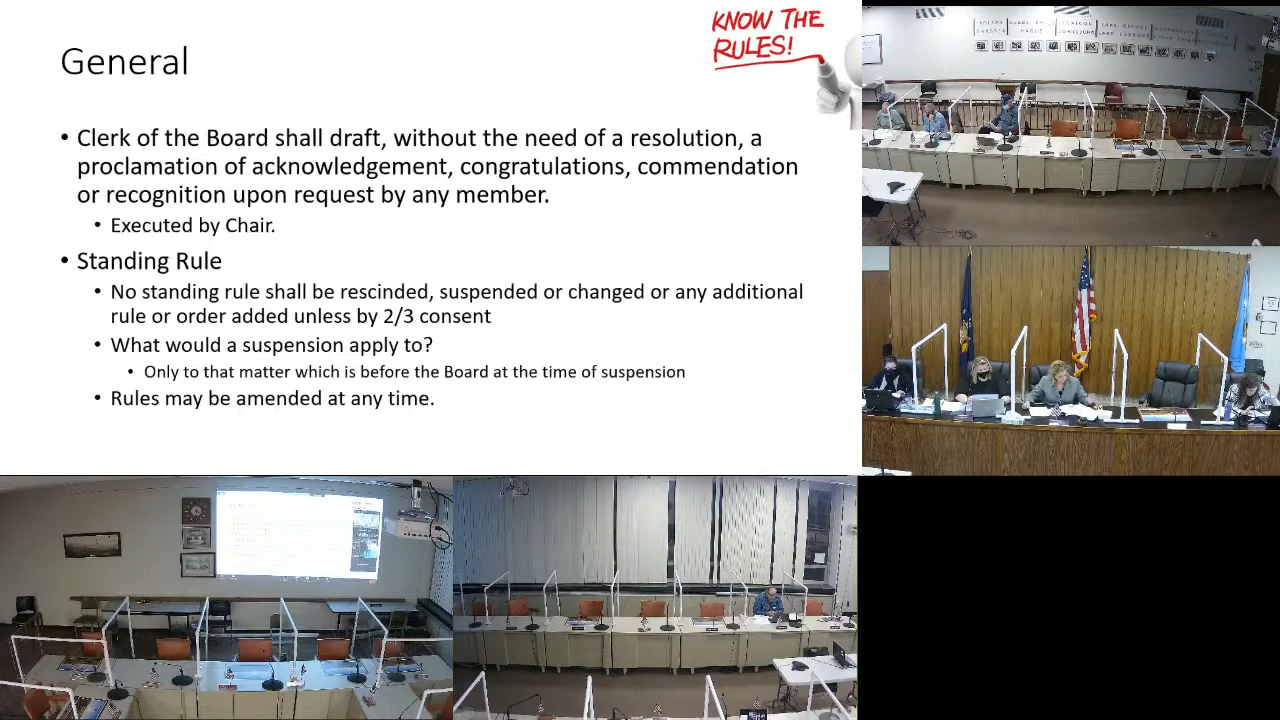 KNOW THE
RULES!
General
• Clerk of the Board shall draft, without the need of a resolution, a
proclamation of acknowledgement, congratulations, commendation
or recognition upon request by any member.
• Executed by Chair.
• Standing Rule
• No standing rule shall be rescinded, suspended or changed or any additional
rule or order added unless by 2/3 consent
• What would a suspension apply to?
• Only to that matter which is before the Board at the time of suspension
• Rules may be amended at any time.